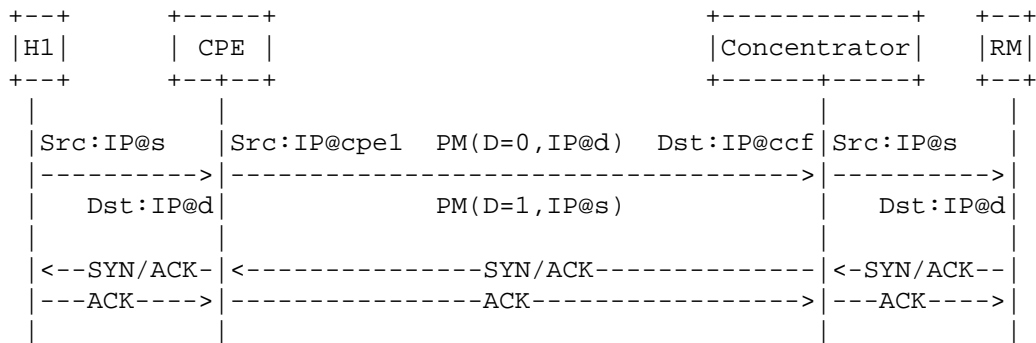 +--+      +-----+                                +------------+   +--+
|H1|      | CPE |                                |Concentrator|   |RM|
+--+      +--+--+                                +------+-----+   +--+
 |           |                                          |           |
 |Src:IP@s   |Src:IP@cpe1  PM(D=0,IP@d)  Dst:IP@ccf|Src:IP@s   |
 |---------->|------------------------------------->|---------->|
 |   Dst:IP@d|             PM(D=1,IP@s)             |   Dst:IP@d|
 |           |                                      |           |
 |<--SYN/ACK-|<---------------SYN/ACK--------------|<-SYN/ACK--|
 |---ACK---->|----------------ACK----------------->|---ACK---->|
 |           |                                      |           |